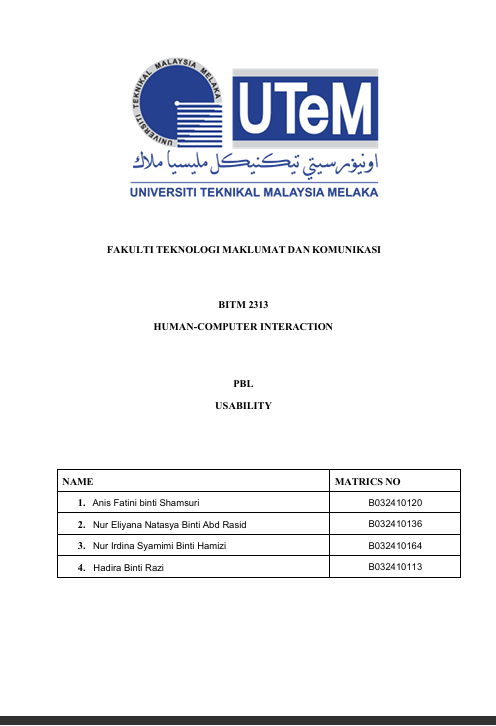 UNIVERSITI TEKNIKAL MALAYSIA MELAKA
UTeM
اونيۏرسيتي تيكنيكل مليسيا ملاك
UNIVERSITI TEKNIKAL MALAYSIA MELAKA
FAKULTI TEKNOLOGI MAKLUMAT DAN KOMUNIKASI
BITM 2313
HUMAN-COMPUTER INTERACTION
PBL
USABILITY
NAME MATRICS NO
1. Anis Fatini binti Shamsuri B032410120
2. Nur Eliyana Natasya Binti Abd Rasid B032410136
3. Nur Irdina Syamimi Binti Hamizi B032410164
4. Hadira Binti Razi B032410113